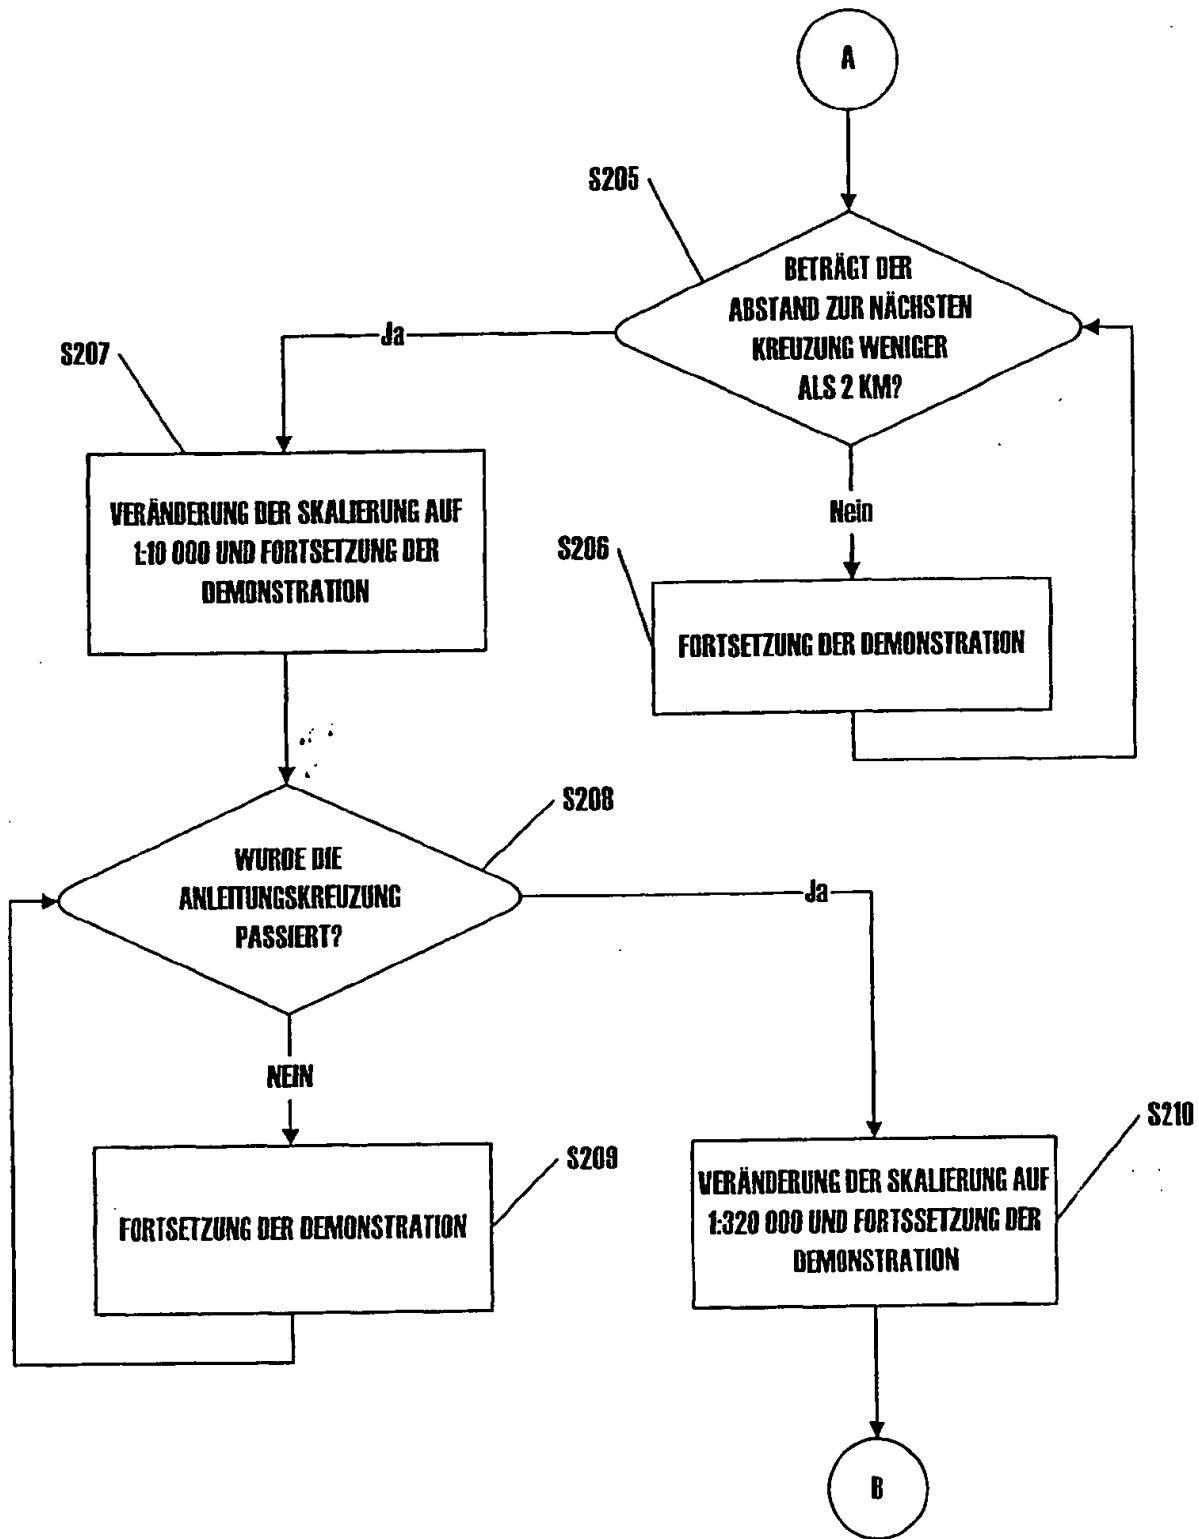 A
S205
BETRÄGT DER
ABSTAND ZUR NÄCHSTEN
KREUZUNG WENIGER
ALS 2 KM?
Ja
S207
VERÄNDERUNG DER SKALIERUNG AUF
1:10 000 UND FORTSETZUNG DER
DEMONSTRATION
Nein
S206
FORTSETZUNG DER DEMONSTRATION
S208
WURDE DIE
ANLEITUNGSKREUZUNG
PASSIERT?
Ja
NEIN
S209
FORTSETZUNG DER DEMONSTRATION
S210
VERÄNDERUNG DER SKALIERUNG AUF
1:320 000 UND FORTSSETZUNG DER
DEMONSTRATION
B